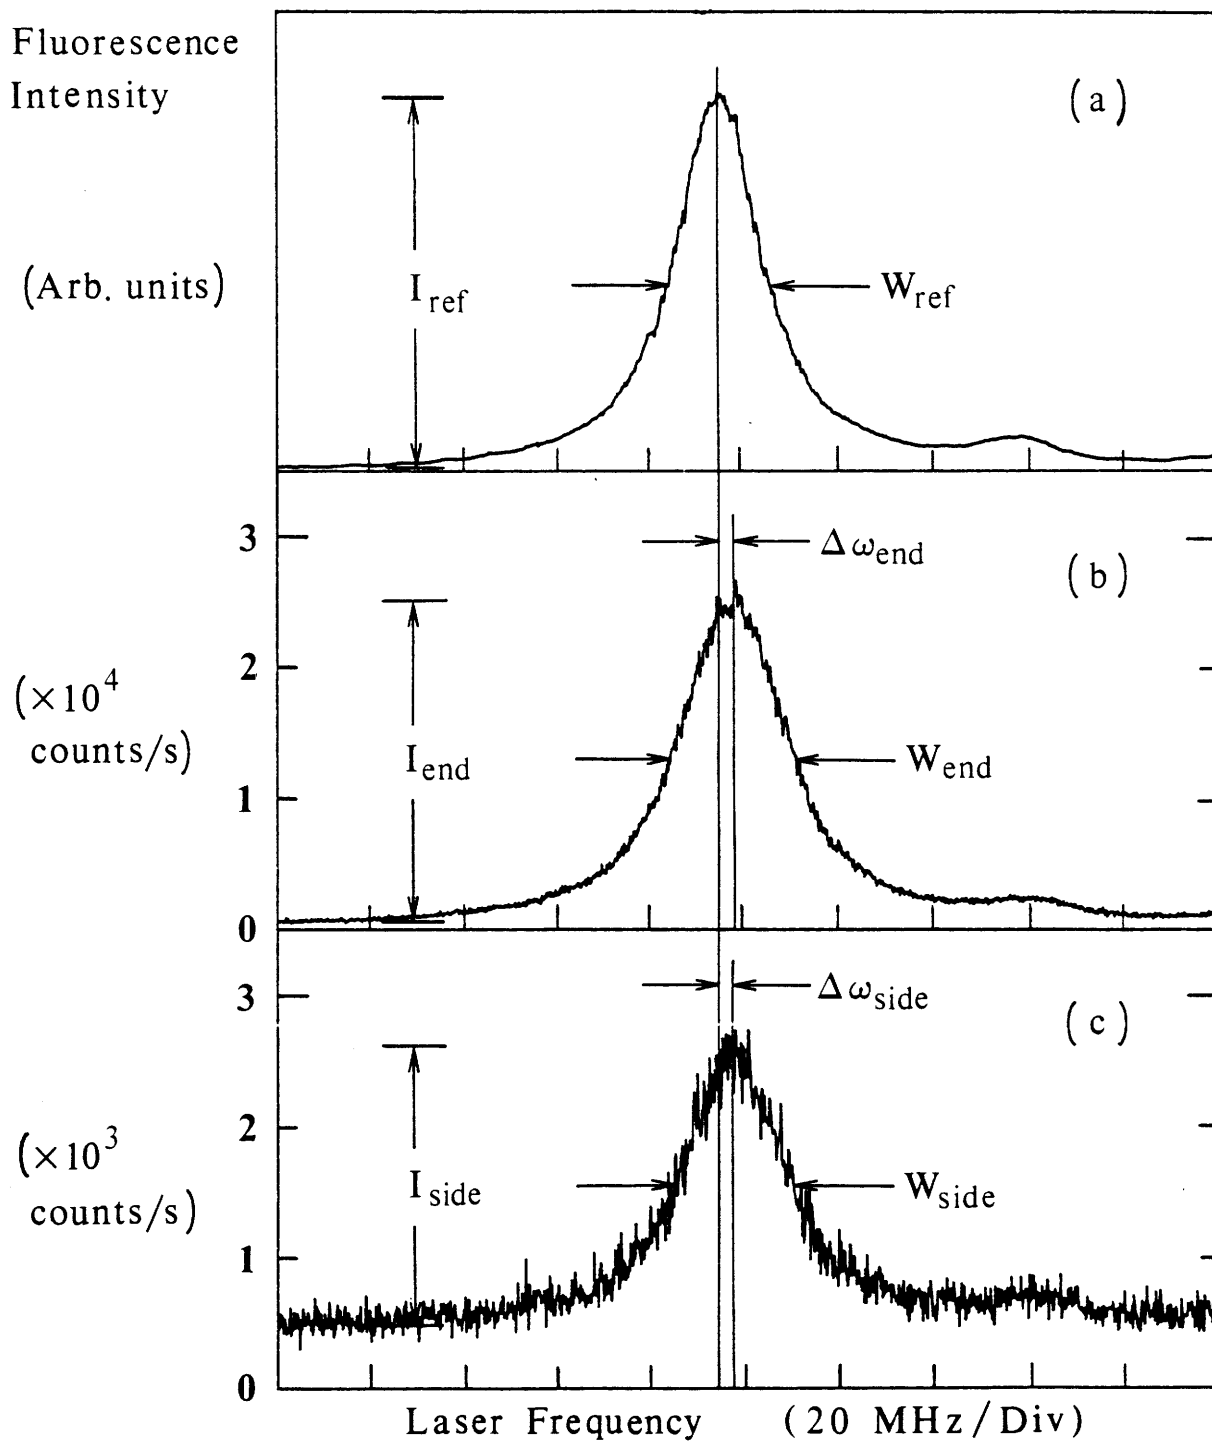 Fluorescence
Intensity
(a)
(Arb. units)
I_ref
W_ref
3
Δω_end
(b)
2
(×10^4
counts/s)
I_end
W_end
1
0
3
Δω_side
(c)
2
(×10^3
counts/s)
I_side
W_side
1
0
Laser Frequency (20 MHz/Div)